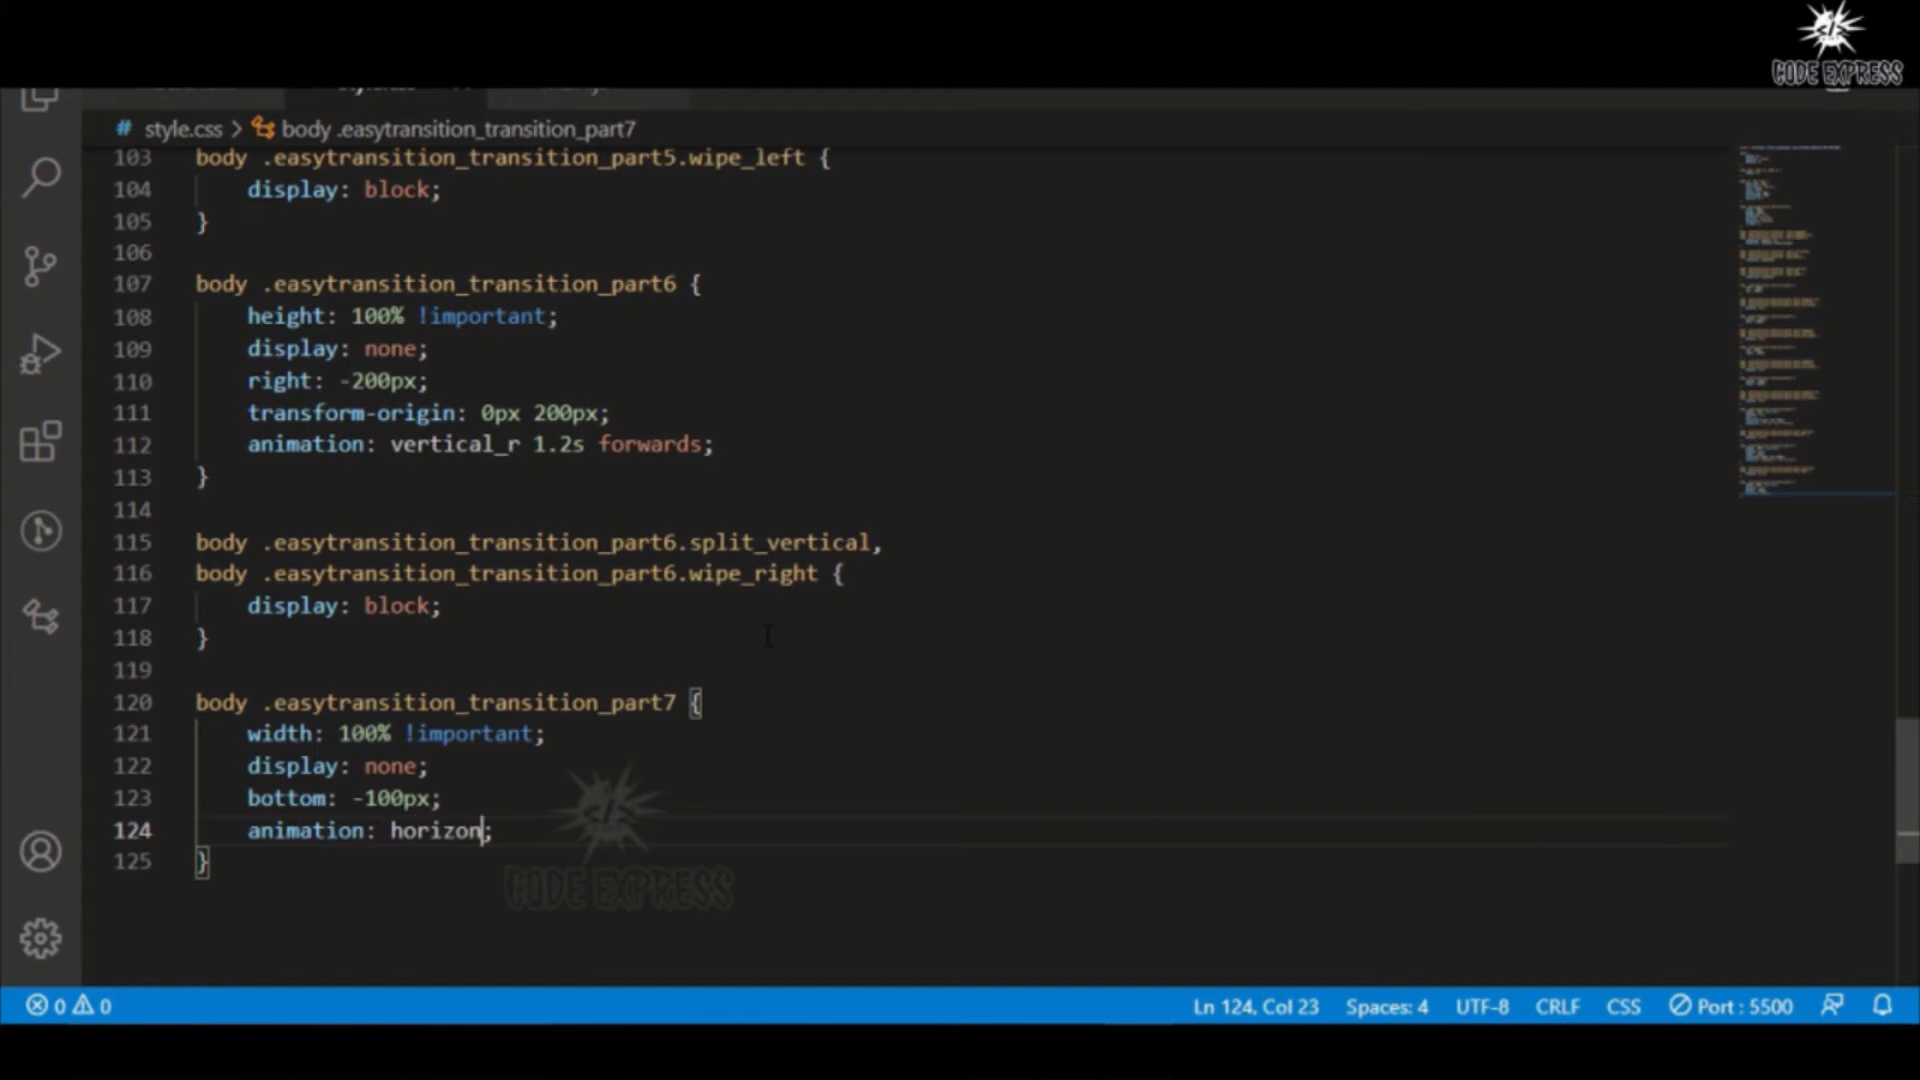 CODE EXPRESS
# style.css > body .easytransition_transition_part7
103 body .easytransition_transition_part5.wipe_left {
104 display: block;
105 }
106
107 body .easytransition_transition_part6 {
108 height: 100% !important;
109 display: none;
110 right: -200px;
111 transform-origin: 0px 200px;
112 animation: vertical_r 1.2s forwards;
113 }
114
115 body .easytransition_transition_part6.split_vertical,
116 body .easytransition_transition_part6.wipe_right {
117 display: block;
118 }
119
120 body .easytransition_transition_part7 {
121 width: 100% !important;
122 display: none;
123 bottom: -100px;
124 animation: horizon;
125 }
CODE EXPRESS
0 0 Ln 124, Col 23 Spaces: 4 UTF-8 CRLF CSS Port : 5500